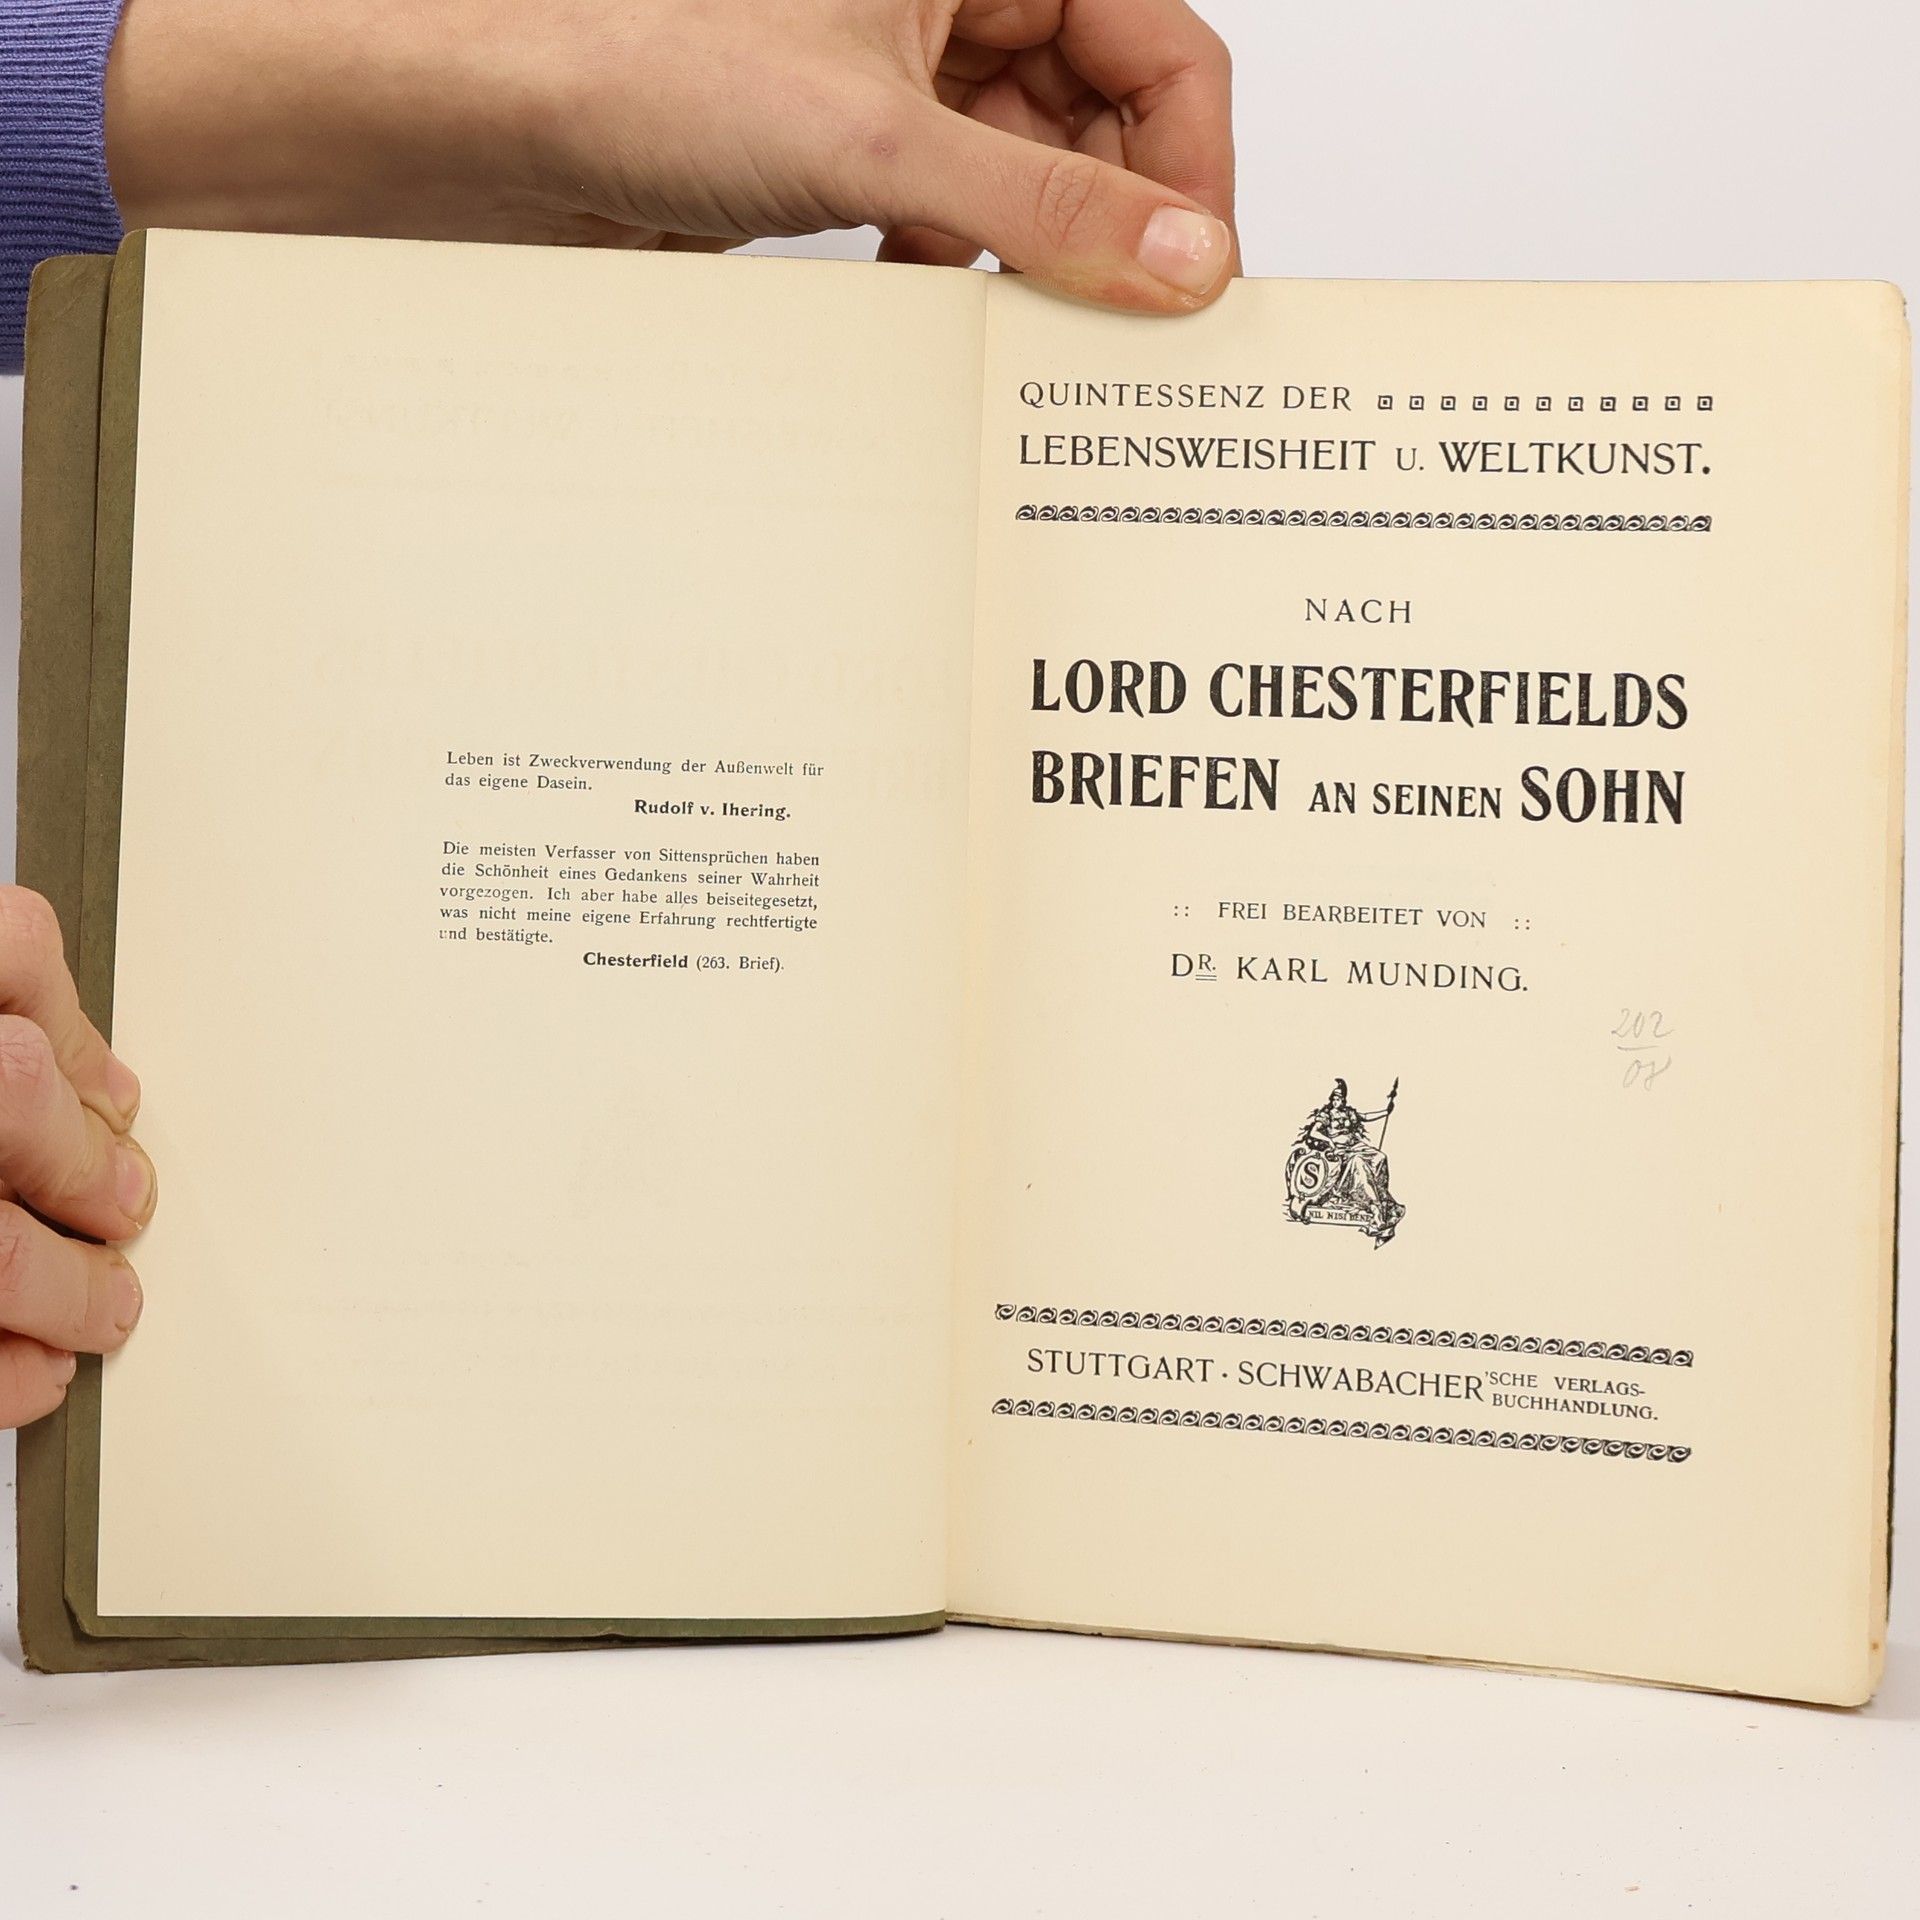 Leben ist Zweckverwendung der Außenwelt für
das eigene Dasein.
Rudolf v. Ihering.
Die meisten Verfasser von Sittensprüchen haben
die Schönheit eines Gedankens seiner Wahrheit
vorgezogen. Ich aber habe alles beiseitegesetzt,
was nicht meine eigene Erfahrung rechtfertigte
und bestätigte.
Chesterfield (263. Brief).
QUINTESSENZ DER
LEBENSWEISHEIT U. WELTKUNST.
NACH
LORD CHESTERFIELDS
BRIEFEN AN SEINEN SOHN
:: FREI BEARBEITET VON ::
DR. KARL MUNDING.
202
08
S
NIL NISI BENE
STUTTGART · SCHWABACHER'SCHE VERLAGS-
BUCHHANDLUNG.